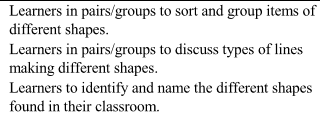 Learners in pairs/groups to sort and group items of
different shapes.
Learners in pairs/groups to discuss types of lines
making different shapes.
Learners to identify and name the different shapes
found in their classroom.